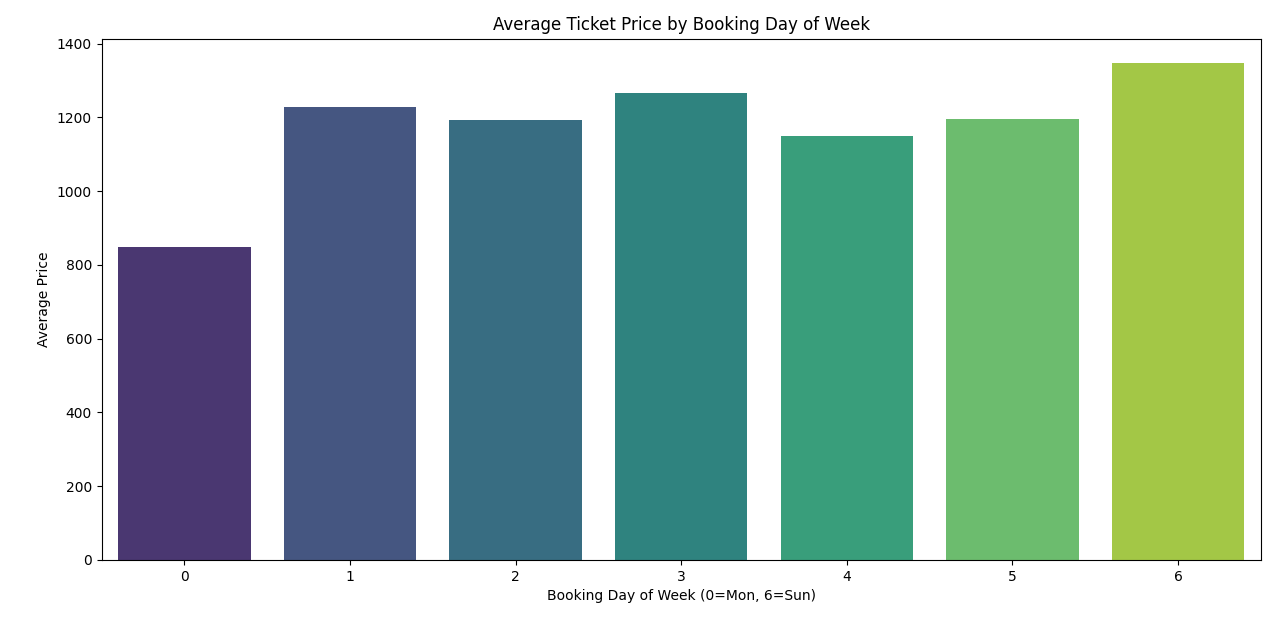 Average Ticket Price by Booking Day of Week
1400
1200
1000
800
600
400
200
0
Average Price
0 1 2 3 4 5 6
Booking Day of Week (0=Mon, 6=Sun)